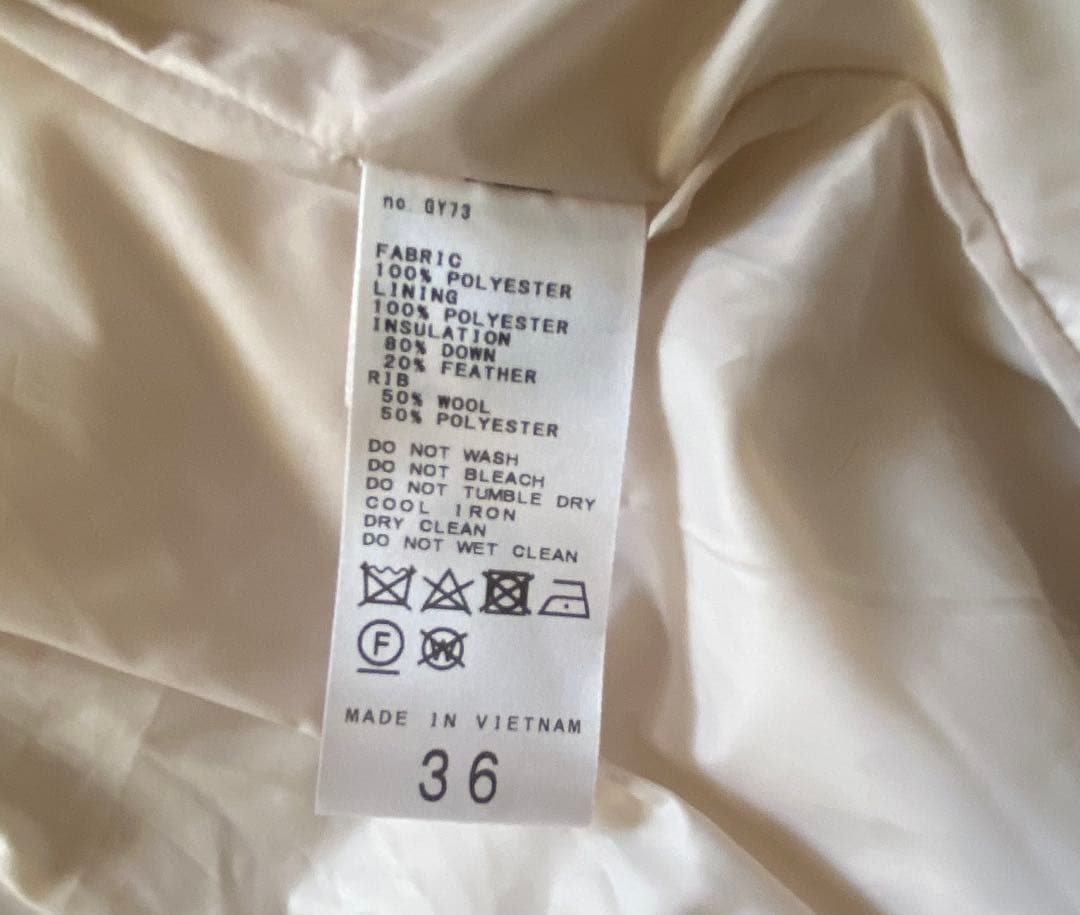 no. GY73
FABRIC
100% POLYESTER
LINING
100% POLYESTER
INSULATION
80% DOWN
20% FEATHER
RIB
50% WOOL
50% POLYESTER
DO NOT WASH
DO NOT BLEACH
DO NOT TUMBLE DRY
COOL IRON
DRY CLEAN
DO NOT WET CLEAN
F W
MADE IN VIETNAM
36